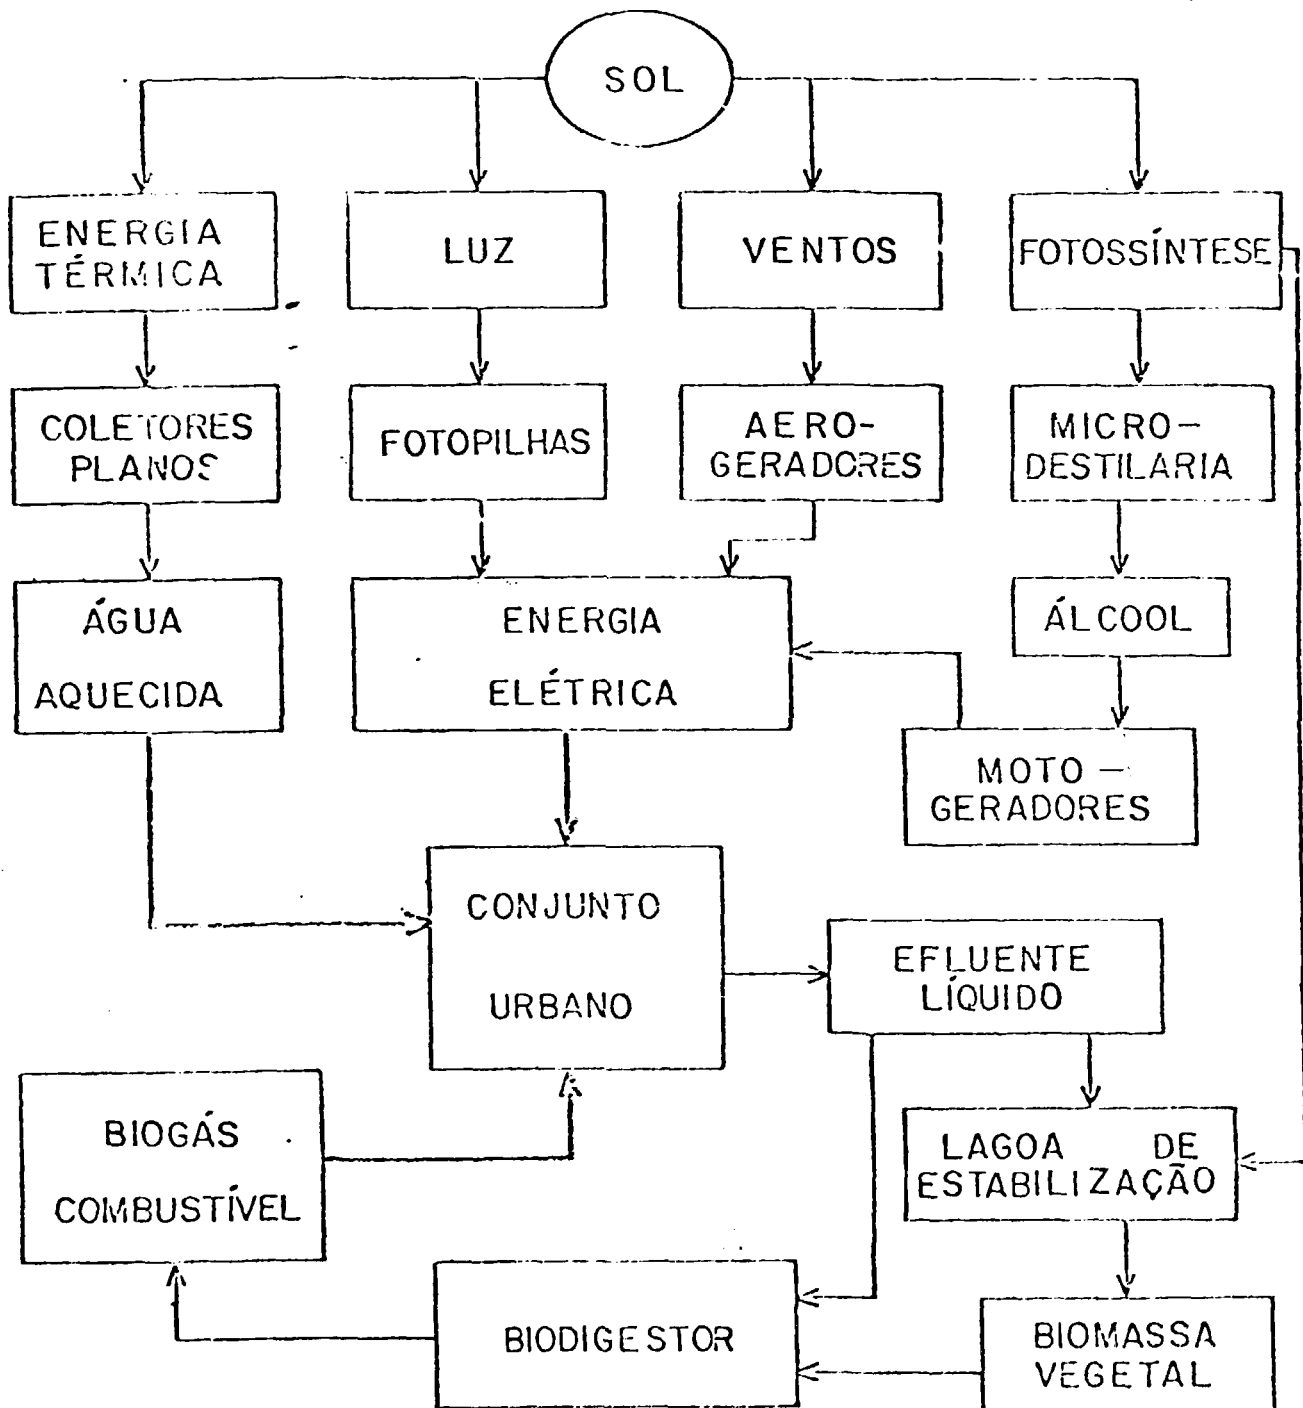 SOL
ENERGIA
TÉRMICA
LUZ
VENTOS
FOTOSSÍNTESE
COLETORES
PLANOS
FOTOPILHAS
AERO-
GERADORES
MICRO-
DESTILARIA
ÁGUA
AQUECIDA
ENERGIA
ELÉTRICA
ÁLCOOL
MOTO-
GERADORES
CONJUNTO
URBANO
EFLUENTE
LÍQUIDO
BIOGÁS
COMBUSTÍVEL
LAGOA DE
ESTABILIZAÇÃO
BIODIGESTOR
BIOMASSA
VEGETAL